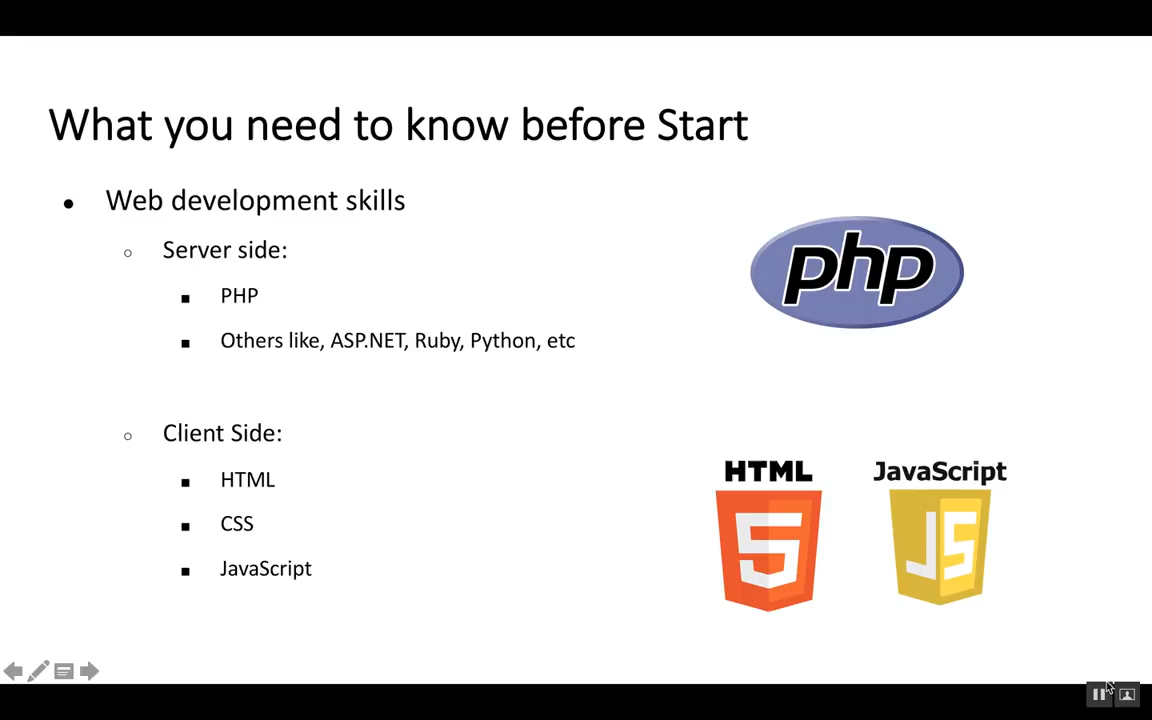 What you need to know before Start
Web development skills
Server side:
PHP
Others like, ASP.NET, Ruby, Python, etc
php
Client Side:
HTML
CSS
JavaScript
HTML
5
JavaScript
JS